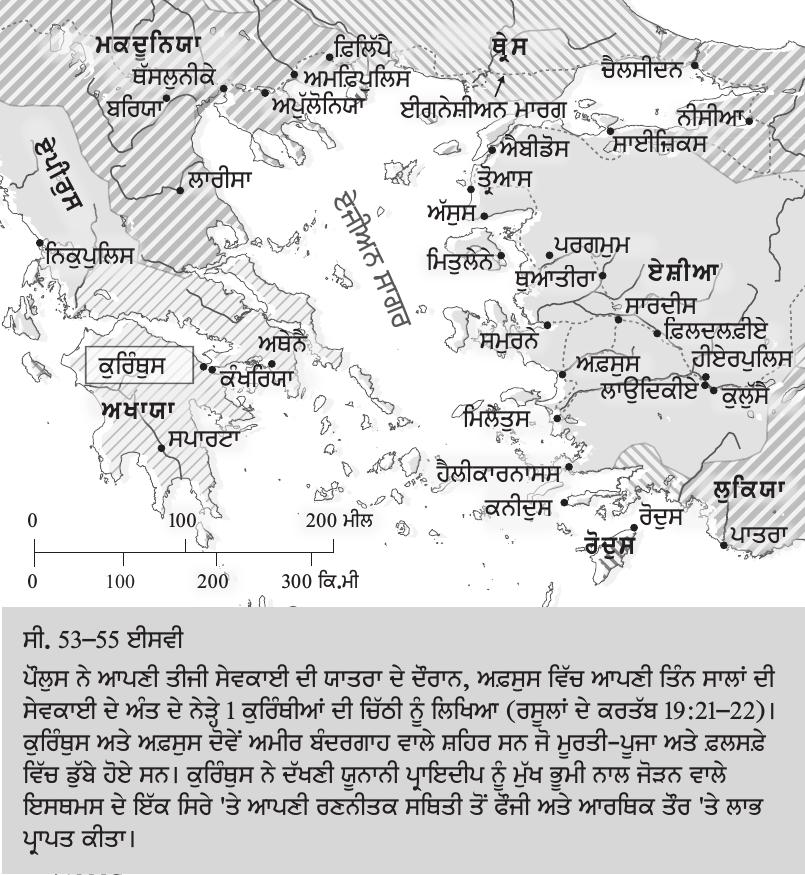 ਮਕਦੂਨਿਯਾ
ਫ਼ਿਲਿੱਪੈ
ਥ੍ਰੇਸ
ਥੱਸਲੁਨੀਕੇ
ਅਮਫ਼ਿਪੁਲਿਸ
ਚੈਲਸੀਦਨ
ਬਰਿਯਾ
ਅਪੁੱਲੋਨਿਯਾ
ਈਗਨੇਸ਼ੀਅਨ ਮਾਰਗ
ਨੀਸੀਆ
ਐਬੀਡੋਸ
ਸਾਈਜ਼ਿਕਸ
ਏਪੀਰੁਸ
ਲਾਰੀਸਾ
ਤ੍ਰੋਆਸ
ਅੱਸੁਸ
ਏਜੀਅਨ ਸਾਗਰ
ਨਿਕੁਪੁਲਿਸ
ਮਿਤੁਲੇਨੇ
ਪਰਗਮੁਮ
ਥੁਆਤੀਰਾ
ਏਸ਼ੀਆ
ਸਾਰਦੀਸ
ਸਮਰਨੇ
ਫ਼ਿਲਦਲਫ਼ੀਏ
ਅਥੇਨੈ
ਕੁਰਿੰਥੁਸ
ਕੰਖਰਿਯਾ
ਅਫ਼ਸੁਸ
ਹੀਏਰਪੁਲਿਸ
ਲਾਉਦਿਕੀਏ
ਕੁਲੁੱਸੈ
ਅਖਾਯਾ
ਮਿਲੇਤੁਸ
ਸਪਾਰਟਾ
ਹੈਲੀਕਾਰਨਾਸਸ
ਲੁਕਿਯਾ
ਕਨੀਦੁਸ
ਰੋਦੁਸ
ਪਾਤਰਾ
ਰੋਦੁਸ
0 100 200 ਮੀਲ
0 100 200 300 ਕਿ.ਮੀ
ਸੀ. 53–55 ਈਸਵੀ
ਪੌਲੁਸ ਨੇ ਆਪਣੀ ਤੀਜੀ ਸੇਵਕਾਈ ਦੀ ਯਾਤਰਾ ਦੇ ਦੌਰਾਨ, ਅਫ਼ਸੁਸ ਵਿੱਚ ਆਪਣੀ ਤਿੰਨ ਸਾਲਾਂ ਦੀ
ਸੇਵਕਾਈ ਦੇ ਅੰਤ ਦੇ ਨੇੜ੍ਹੇ 1 ਕੁਰਿੰਥੀਆਂ ਦੀ ਚਿੱਠੀ ਨੂੰ ਲਿਖਿਆ (ਰਸੂਲਾਂ ਦੇ ਕਰਤੱਬ 19:21–22)।
ਕੁਰਿੰਥੁਸ ਅਤੇ ਅਫ਼ਸੁਸ ਦੋਵੇਂ ਅਮੀਰ ਬੰਦਰਗਾਹ ਵਾਲੇ ਸ਼ਹਿਰ ਸਨ ਜੋ ਮੂਰਤੀ-ਪੂਜਾ ਅਤੇ ਫ਼ਲਸਫ਼ੇ
ਵਿੱਚ ਡੁੱਬੇ ਹੋਏ ਸਨ। ਕੁਰਿੰਥੁਸ ਨੇ ਦੱਖਣੀ ਯੂਨਾਨੀ ਪ੍ਰਾਇਦੀਪ ਨੂੰ ਮੁੱਖ ਭੂਮੀ ਨਾਲ ਜੋੜਨ ਵਾਲੇ
ਇਸਥਮਸ ਦੇ ਇੱਕ ਸਿਰੇ 'ਤੇ ਆਪਣੀ ਰਣਨੀਤਕ ਸਥਿਤੀ ਤੋਂ ਫੌਜੀ ਅਤੇ ਆਰਥਿਕ ਤੌਰ 'ਤੇ ਲਾਭ
ਪ੍ਰਾਪਤ ਕੀਤਾ।